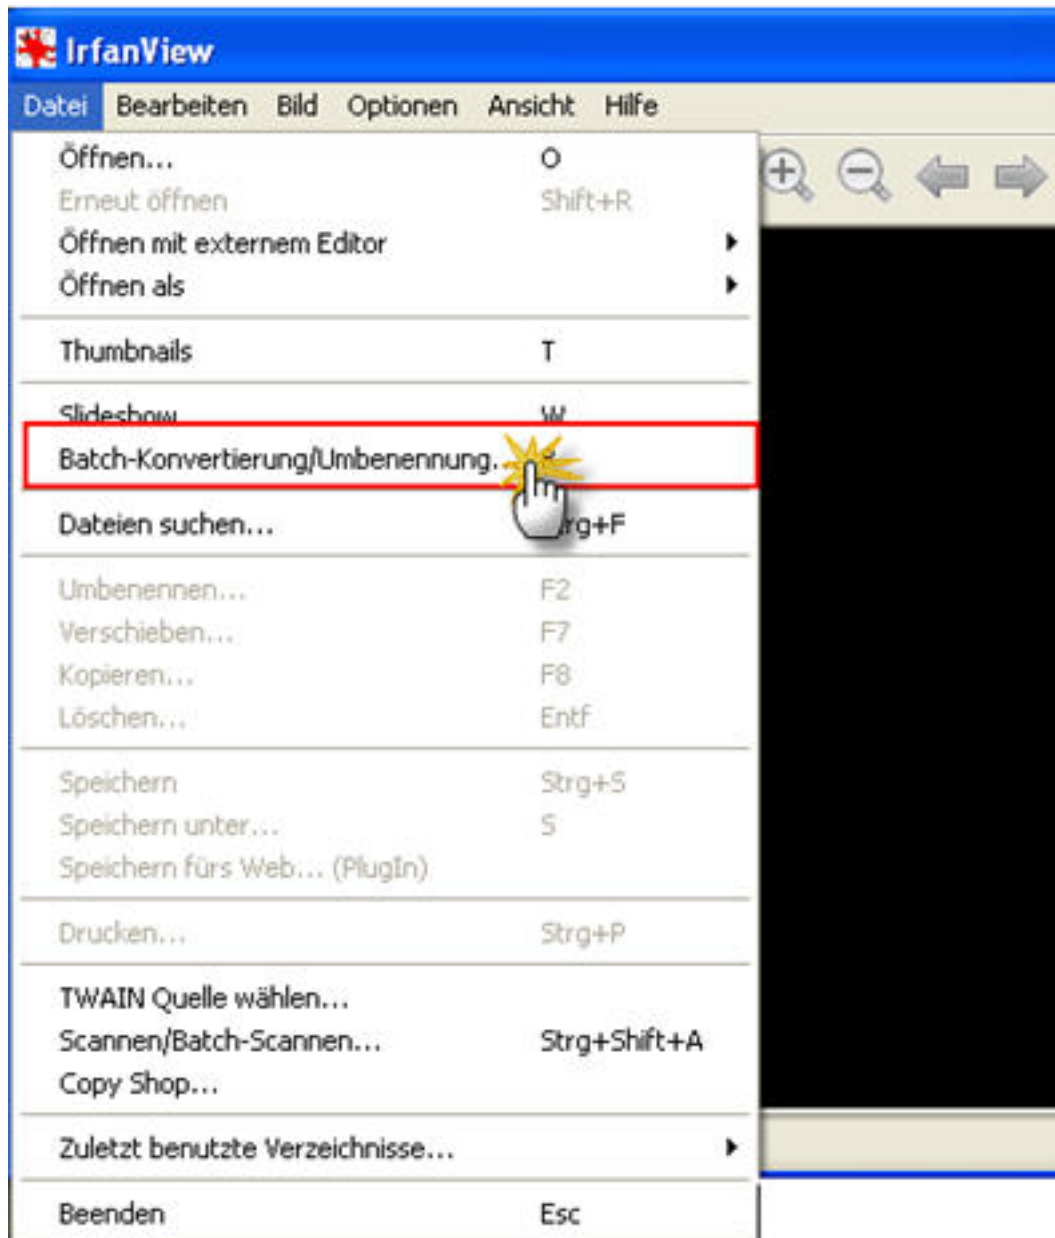 IrfanView
Datei Bearbeiten Bild Optionen Ansicht Hilfe
Öffnen... O
Erneut öffnen Shift+R
Öffnen mit externem Editor
Öffnen als
Thumbnails T
Slideshow W
Batch-Konvertierung/Umbenennung.
Dateien suchen... rg+F
Umbenennen... F2
Verschieben... F7
Kopieren... F8
Löschen... Entf
Speichern Strg+S
Speichern unter... S
Speichern fürs Web... (PlugIn)
Drucken... Strg+P
TWAIN Quelle wählen...
Scannen/Batch-Scannen... Strg+Shift+A
Copy Shop...
Zuletzt benutzte Verzeichnisse...
Beenden Esc